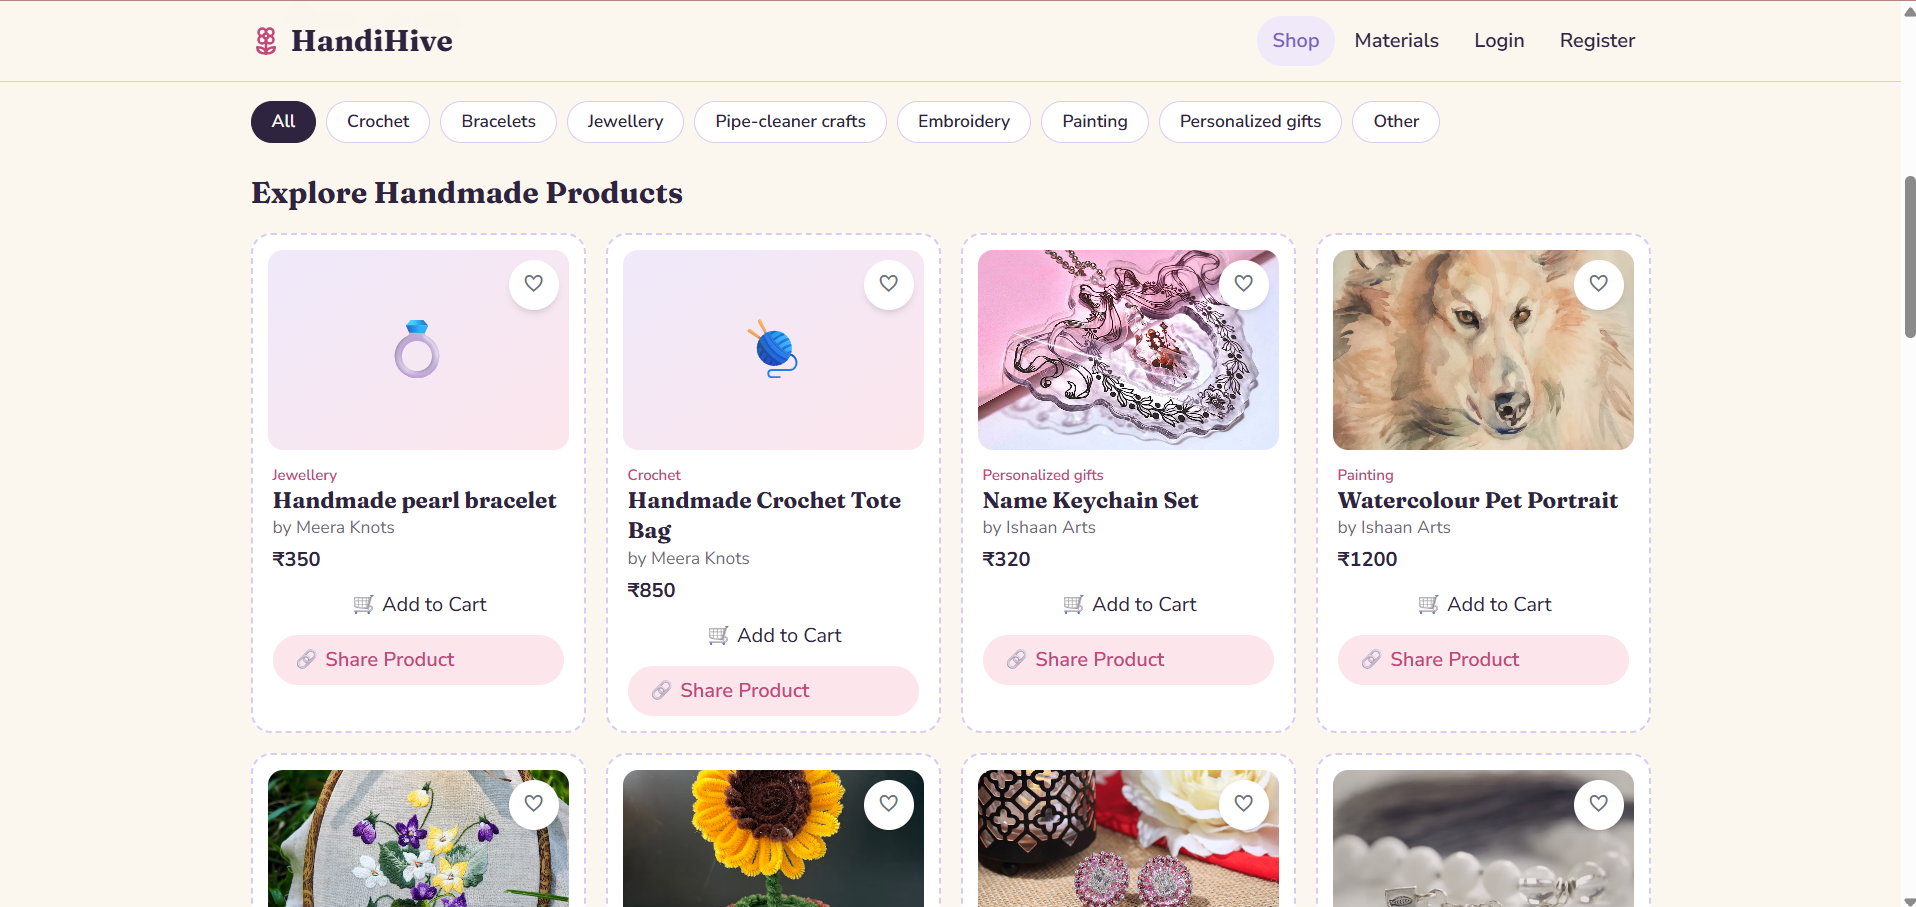 HandiHive
Shop Materials Login Register
All Crochet Bracelets Jewellery Pipe-cleaner crafts Embroidery Painting Personalized gifts Other
Explore Handmade Products
Jewellery
Handmade pearl bracelet
by Meera Knots
₹350
Add to Cart
Share Product
Crochet
Handmade Crochet Tote
Bag
by Meera Knots
₹850
Add to Cart
Share Product
Personalized gifts
Name Keychain Set
by Ishaan Arts
₹320
Add to Cart
Share Product
Painting
Watercolour Pet Portrait
by Ishaan Arts
₹1200
Add to Cart
Share Product